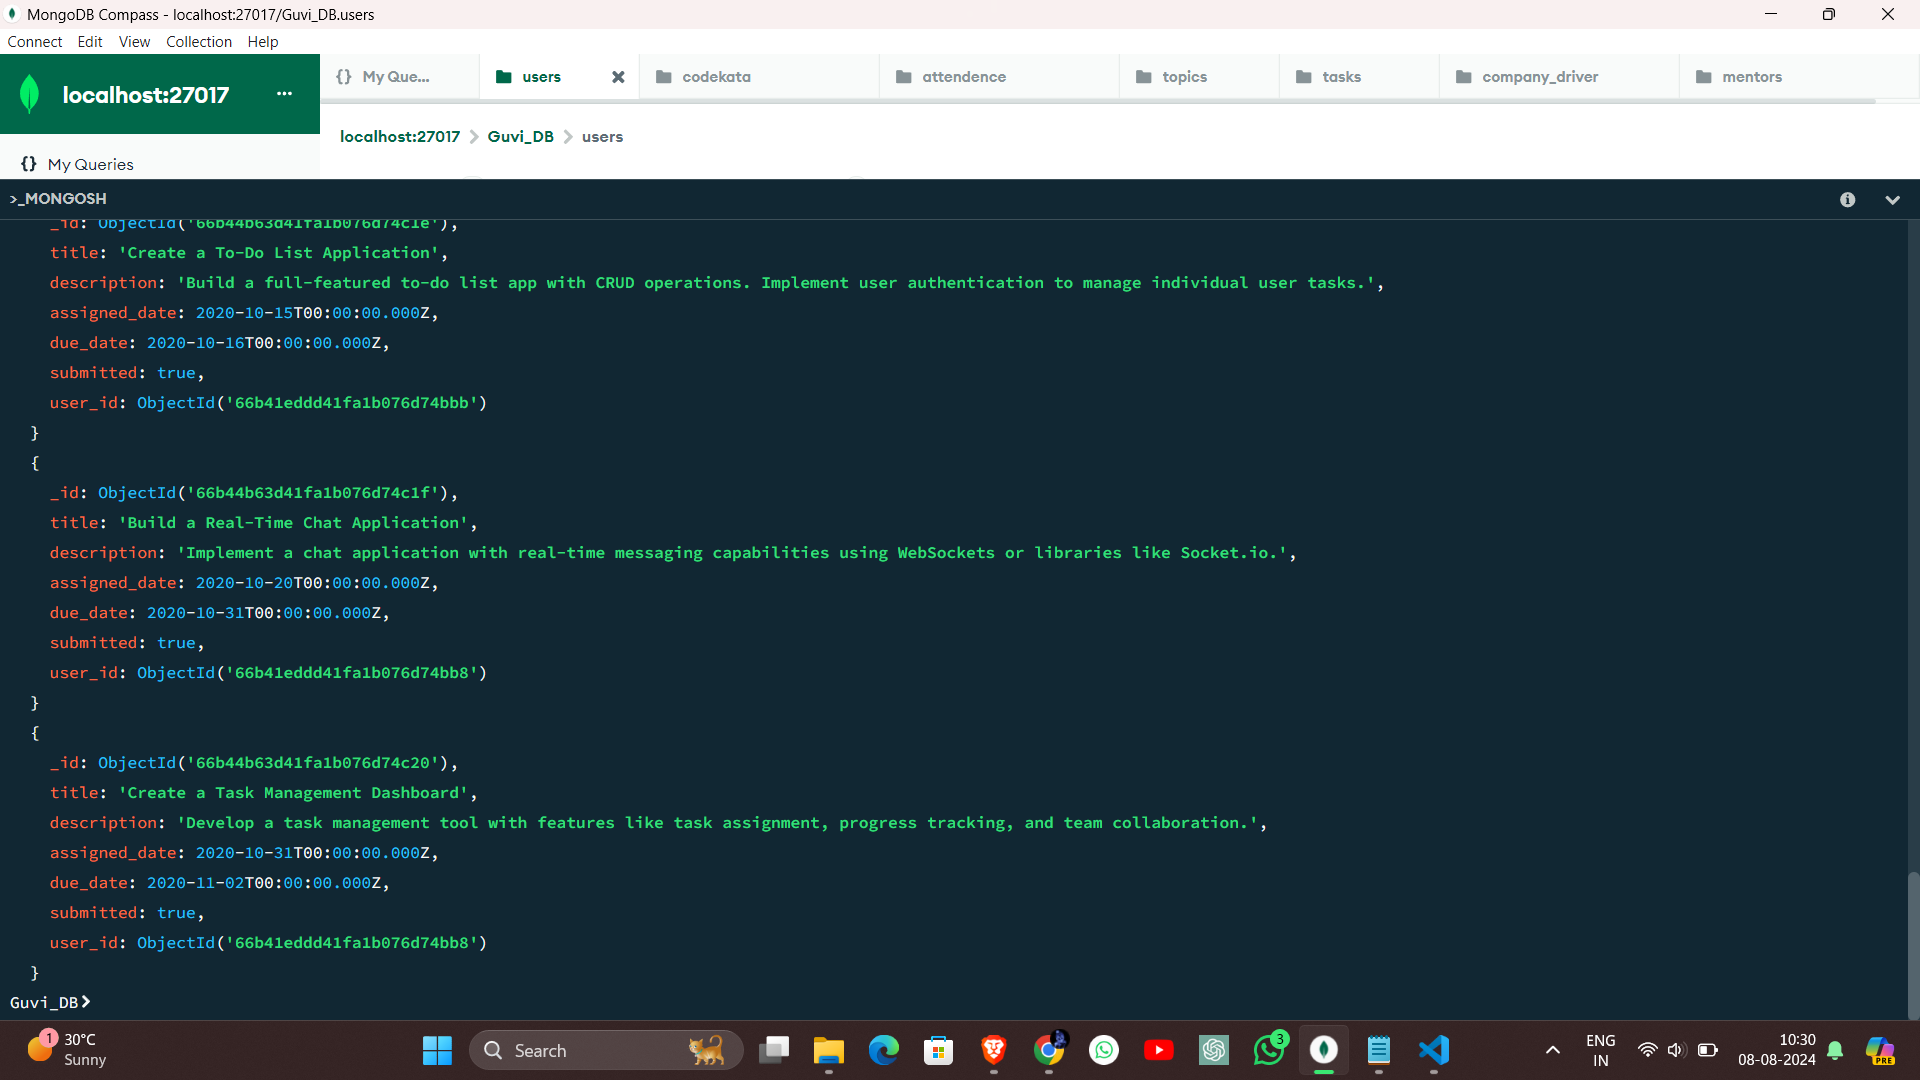 MongoDB Compass - localhost:27017/Guvi_DB.users
Connect Edit View Collection Help
localhost:27017 ...
{} My Que... users codekata attendence topics tasks company_driver mentors
localhost:27017 > Guvi_DB > users
{} My Queries
>_MONGOSH
_id: ObjectId('66b44b63d41fa1b076d74c1e'),
title: 'Create a To-Do List Application',
description: 'Build a full-featured to-do list app with CRUD operations. Implement user authentication to manage individual user tasks.',
assigned_date: 2020-10-15T00:00:00.000Z,
due_date: 2020-10-16T00:00:00.000Z,
submitted: true,
user_id: ObjectId('66b41eddd41fa1b076d74bbb')
}
{
_id: ObjectId('66b44b63d41fa1b076d74c1f'),
title: 'Build a Real-Time Chat Application',
description: 'Implement a chat application with real-time messaging capabilities using WebSockets or libraries like Socket.io.',
assigned_date: 2020-10-20T00:00:00.000Z,
due_date: 2020-10-31T00:00:00.000Z,
submitted: true,
user_id: ObjectId('66b41eddd41fa1b076d74bb8')
}
{
_id: ObjectId('66b44b63d41fa1b076d74c20'),
title: 'Create a Task Management Dashboard',
description: 'Develop a task management tool with features like task assignment, progress tracking, and team collaboration.',
assigned_date: 2020-10-31T00:00:00.000Z,
due_date: 2020-11-02T00:00:00.000Z,
submitted: true,
user_id: ObjectId('66b41eddd41fa1b076d74bb8')
}
Guvi_DB>
1
30°C
Sunny
Search
3
ENG
IN
10:30
08-08-2024
PRE